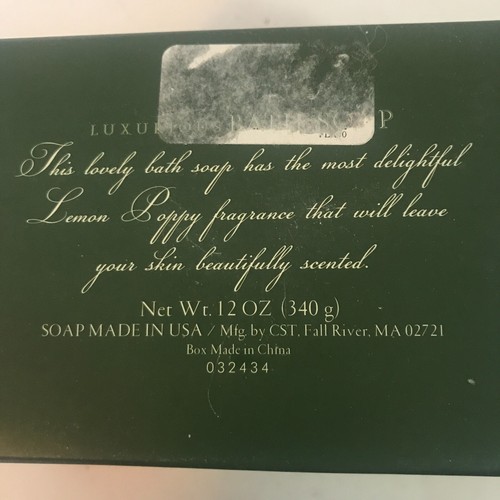 This lovely bath soap has the most delightful
Lemon Poppy fragrance that will leave
your skin beautifully scented.
Net Wt. 12 OZ (340 g)
SOAP MADE IN USA / Mfg. by CST, Fall River, MA 02721
Box Made in China
032434